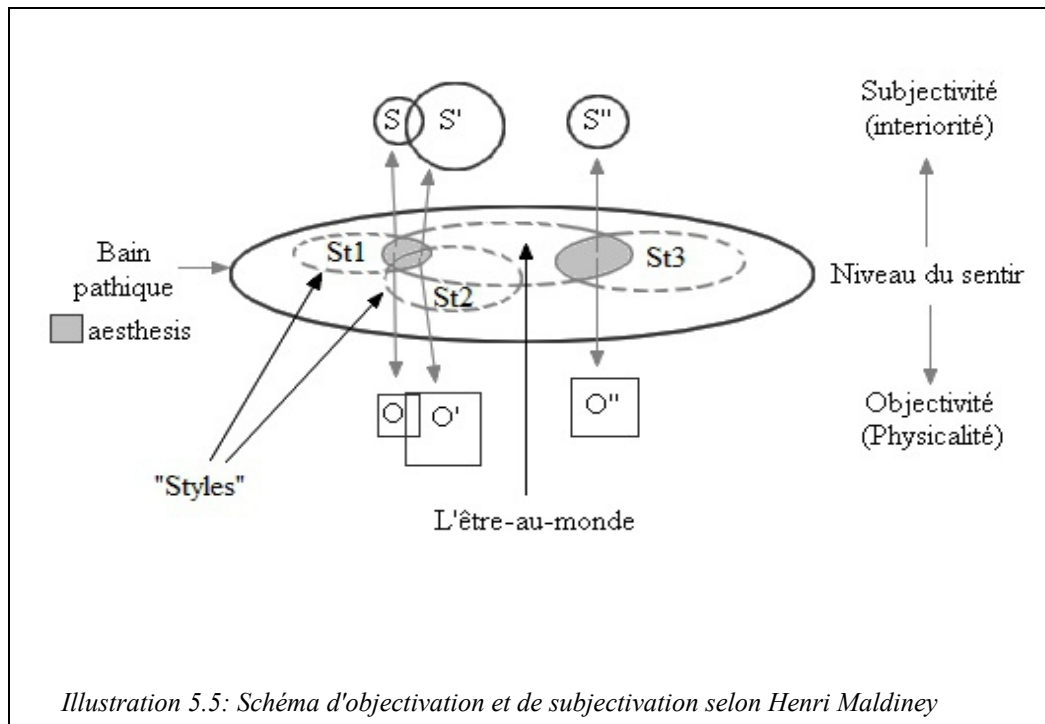 Subjectivité
(interiorité)
S
S'
S"
Bain
pathique
St1
St2
St3
Niveau du sentir
aesthesis
O
O'
O"
Objectivité
(Physicalité)
"Styles"
L'être-au-monde
Illustration 5.5: Schéma d'objectivation et de subjectivation selon Henri Maldiney